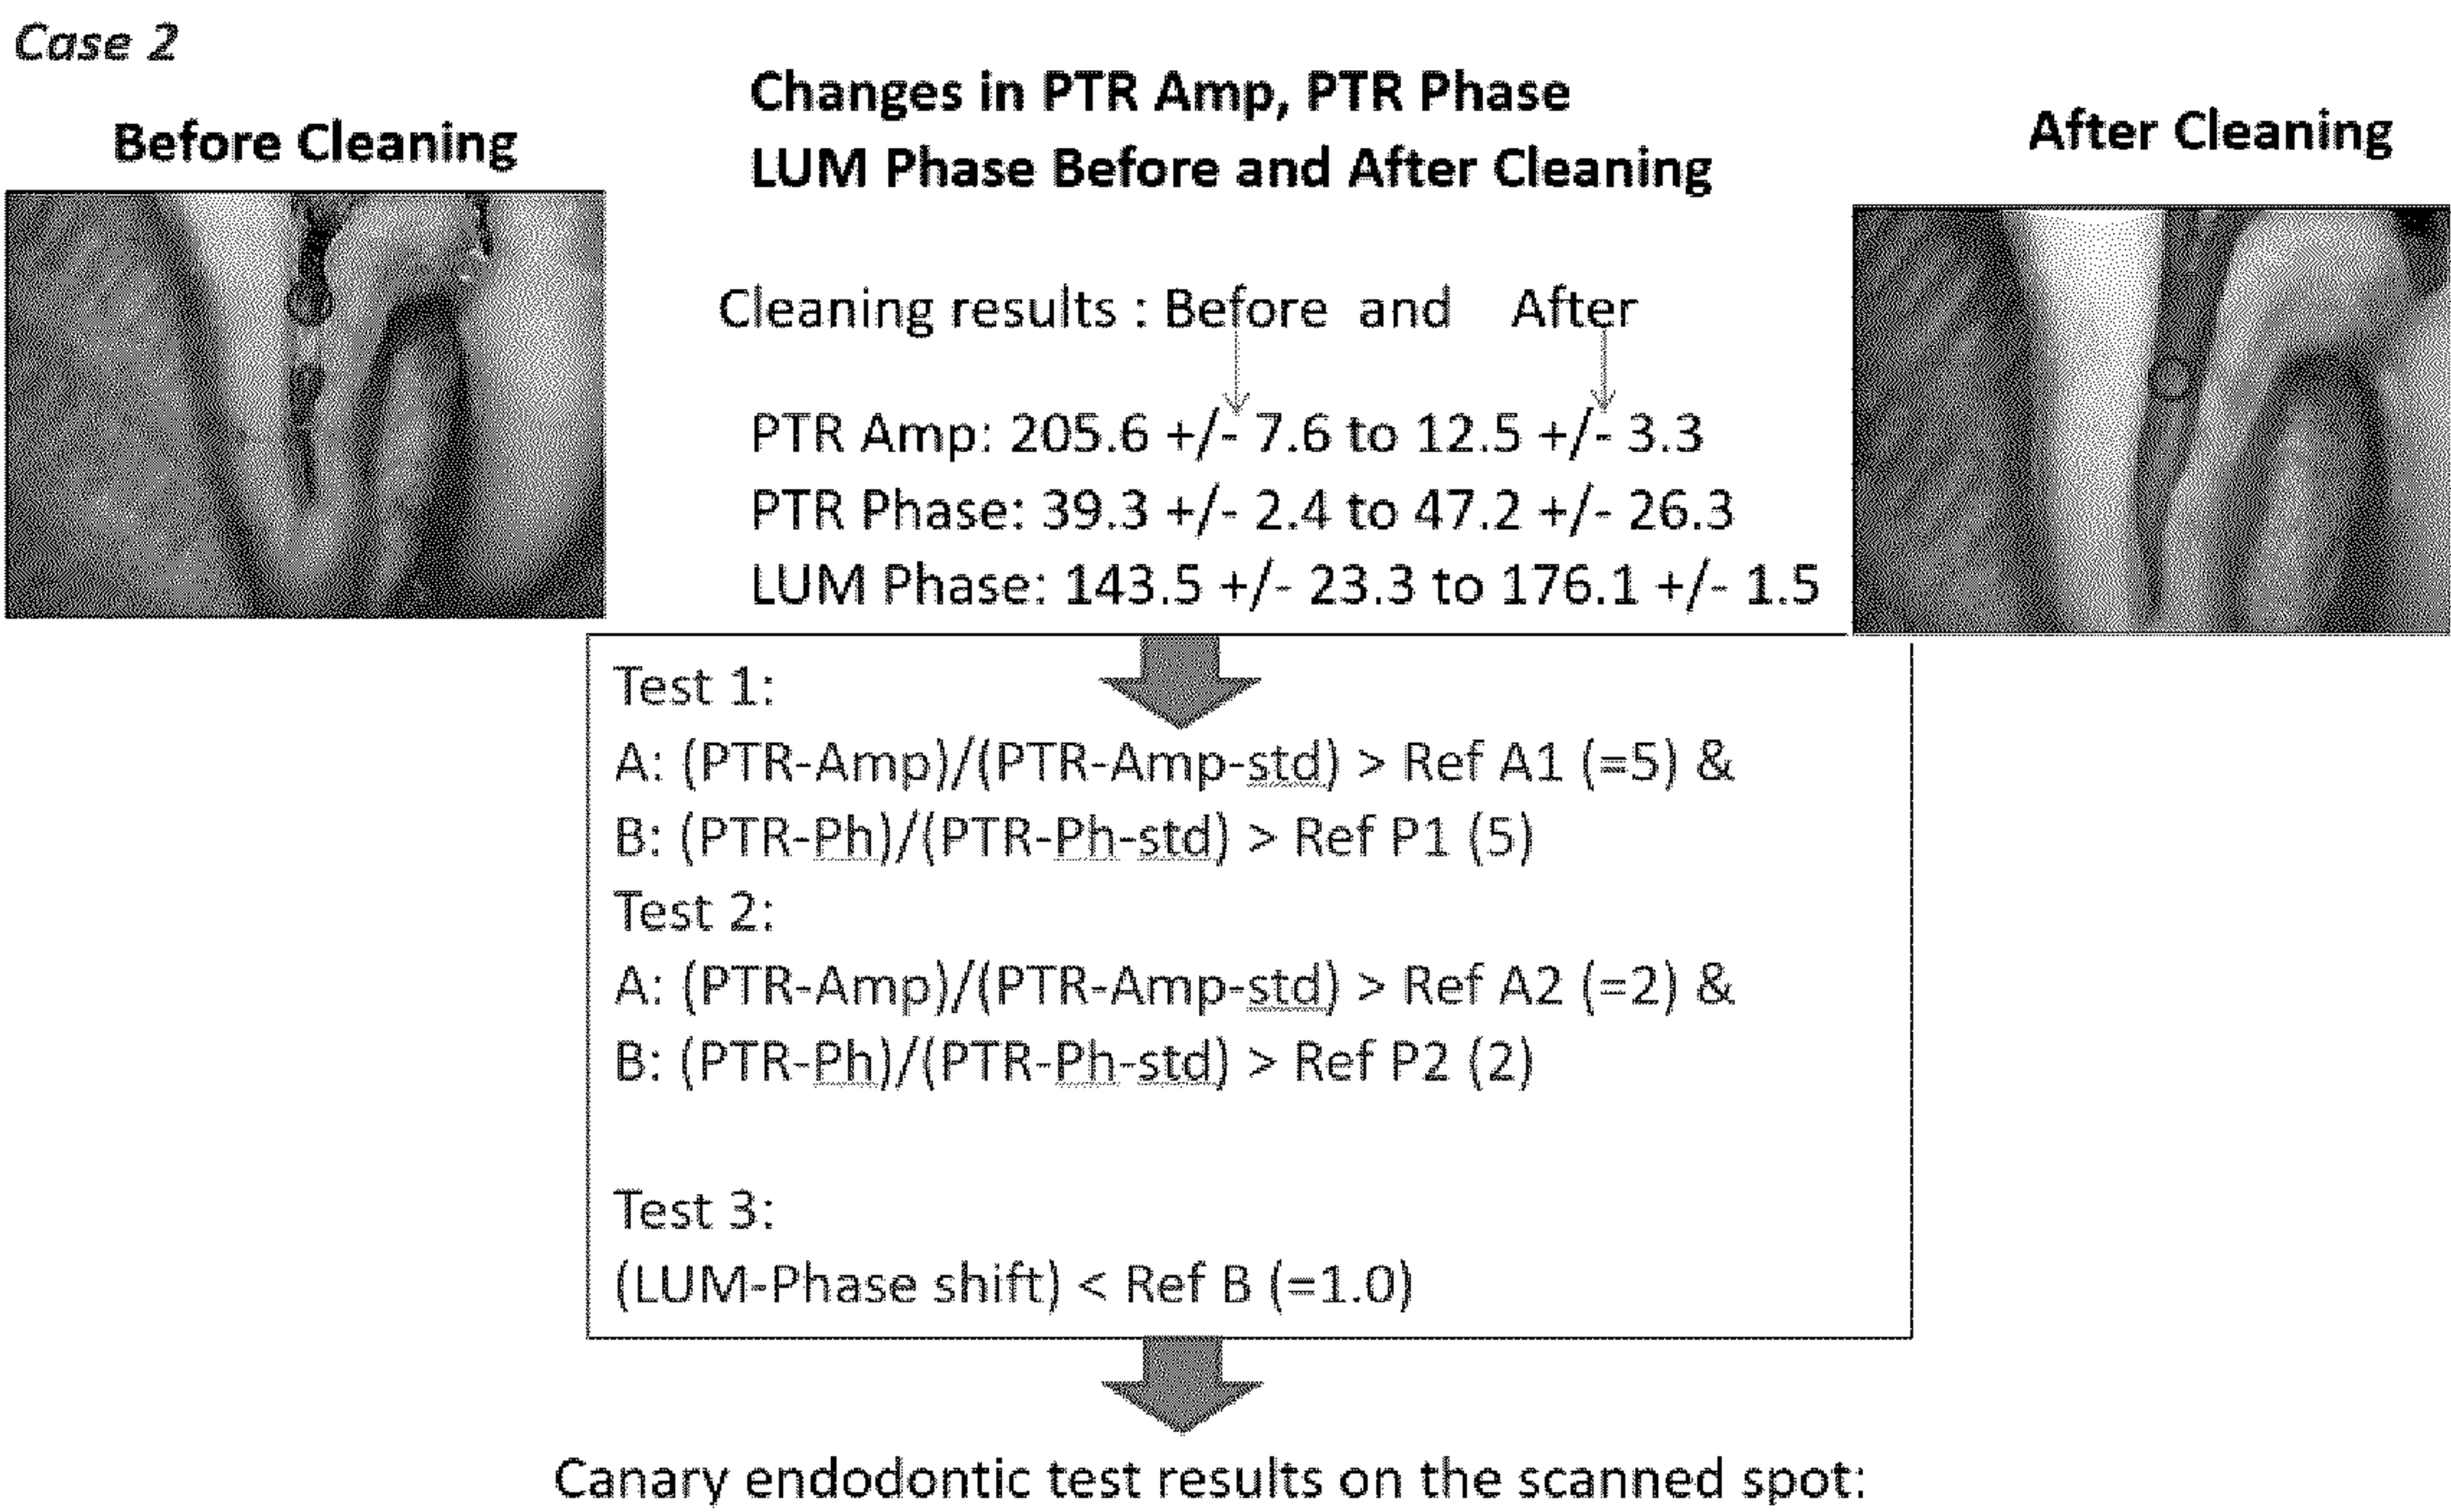 Case 2
Before Cleaning
Changes in PTR Amp, PTR Phase
LUM Phase Before and After Cleaning
After Cleaning
Cleaning results : Before and After
PTR Amp: 205.6 +/- 7.6 to 12.5 +/- 3.3
PTR Phase: 39.3 +/- 2.4 to 47.2 +/- 26.3
LUM Phase: 143.5 +/- 23.3 to 176.1 +/- 1.5
Test 1:
A: (PTR-Amp)/(PTR-Amp-std) > Ref A1 (=5) &
B: (PTR-Ph)/(PTR-Ph-std) > Ref P1 (5)
Test 2:
A: (PTR-Amp)/(PTR-Amp-std) > Ref A2 (=2) &
B: (PTR-Ph)/(PTR-Ph-std) > Ref P2 (2)
Test 3:
(LUM-Phase shift) < Ref B (=1.0)
Canary endodontic test results on the scanned spot: